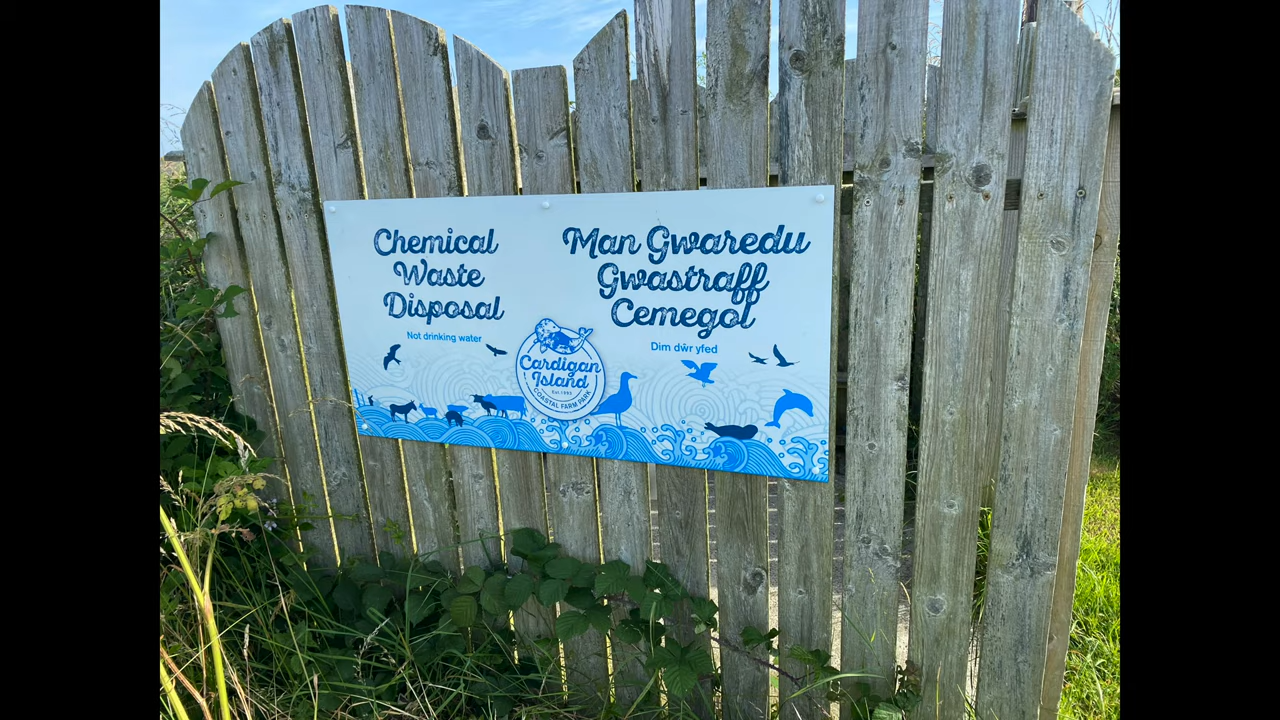 Chemical
Waste
Disposal
Not drinking water
Man Gwaredu
Gwastraff
Cemegol
Dim dŵr yfed
Cardigan
Island
Est.1993
COASTAL FARM PARK